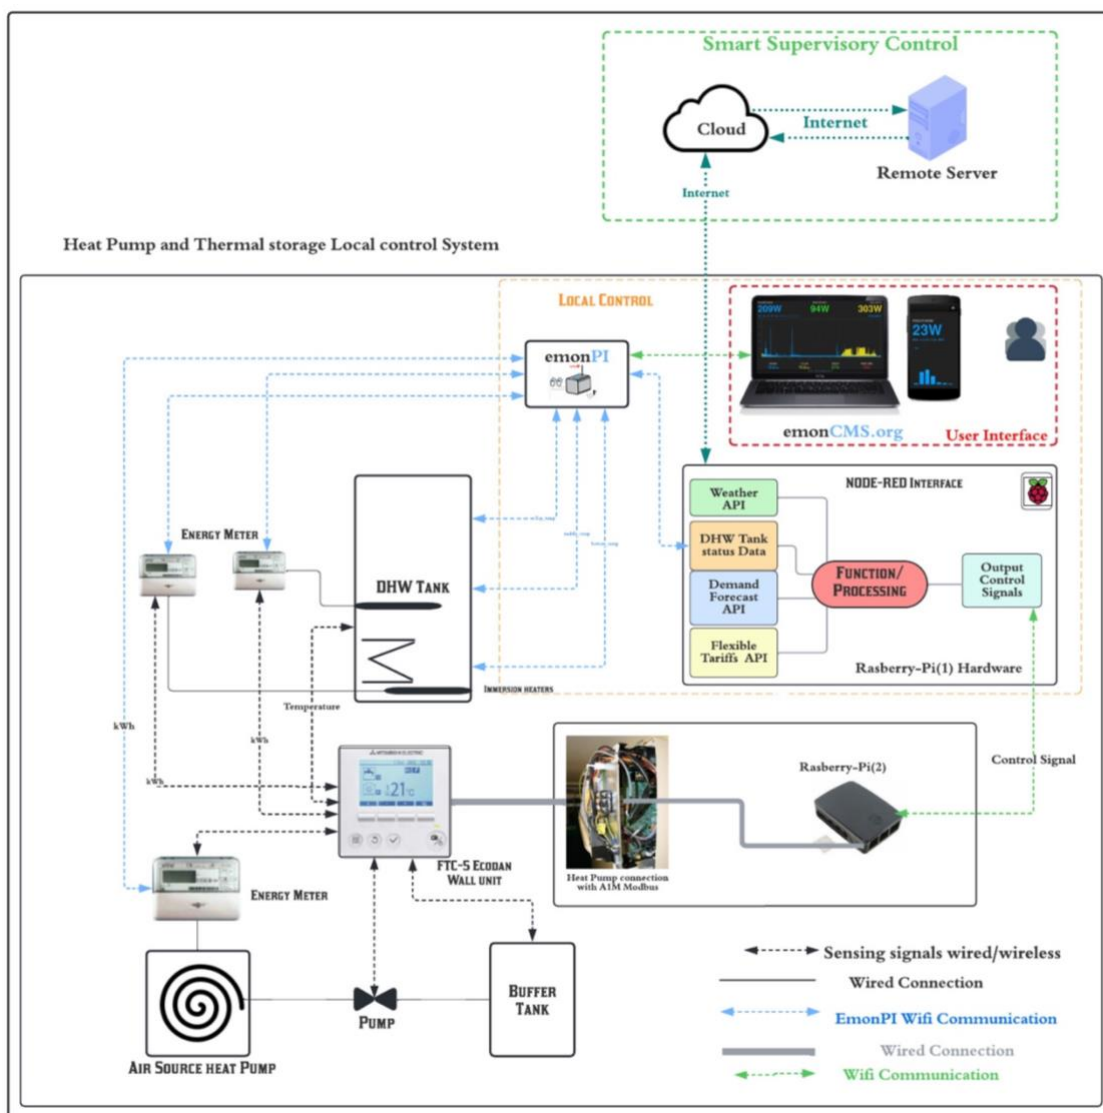 Smart Supervisory Control
Cloud
Internet
Remote Server
Internet
Heat Pump and Thermal storage Local control System
LOCAL CONTROL
209W
94W
303W
23W
emonPI
emonCMS.org
User Interface
NODE-RED INTERFACE
Weather
API
DHW Tank
status Data
Demand
Forecast
API
Flexible
Tariffs API
FUNCTION/
PROCESSING
Output
Control
Signals
Rasberry-Pi(1) Hardware
ENERGY METER
DHW TANK
IMMERSION HEATERS
Temperature
kWh
kWh
kWh
MITSUBISHI ELECTRIC
21°C
FTC-5 ECODAN
WALL UNIT
Heat Pump connection
with A1M Modbus
Rasberry-Pi(2)
Control Signal
ENERGY METER
AIR SOURCE HEAT PUMP
PUMP
BUFFER
TANK
Sensing signals wired/wireless
Wired Connection
EmonPI Wifi Communication
Wired Connection
Wifi Communication